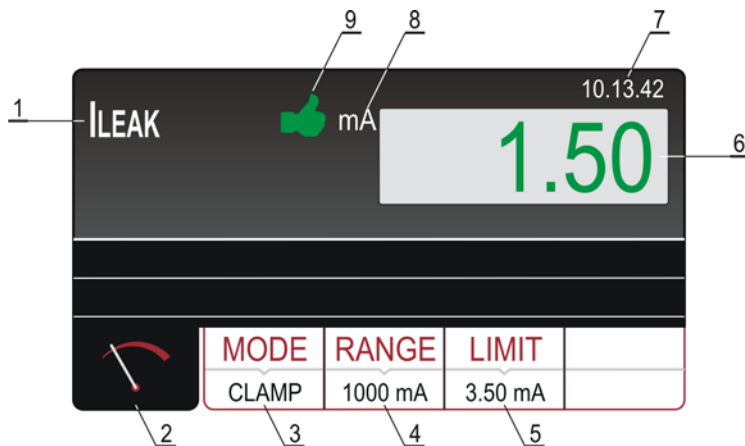 9 8 7
10.13.42
1 ILEAK mA 1.50 6
MODE RANGE LIMIT
CLAMP 1000 mA 3.50 mA
2 3 4 5